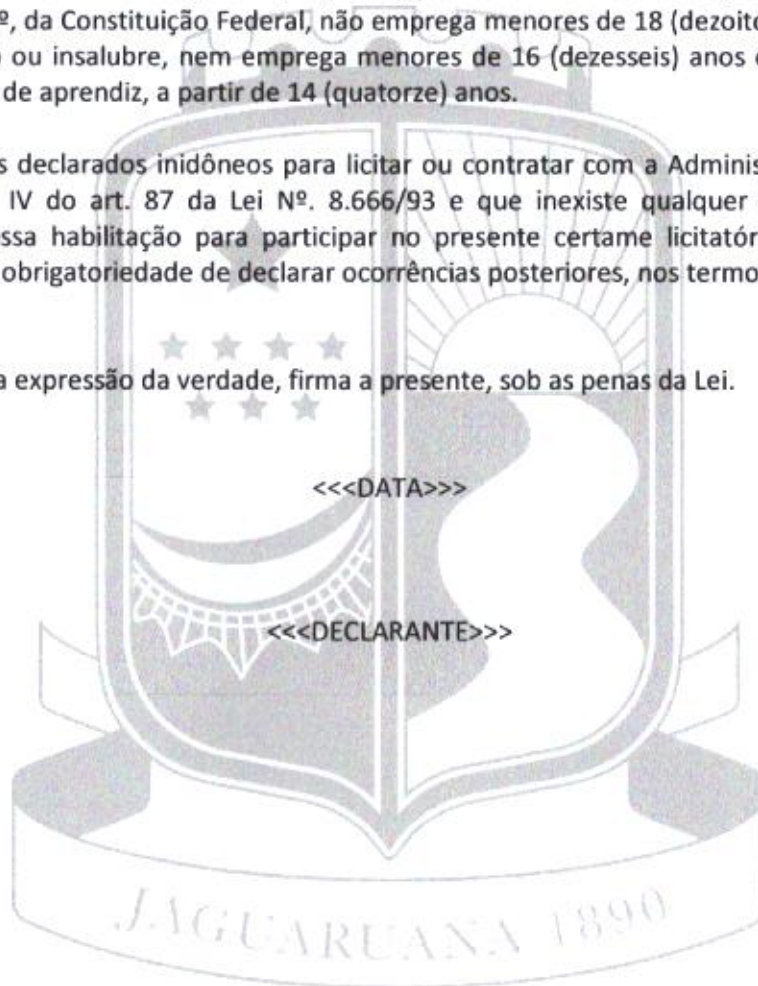 º, da Constituição Federal, não emprega menores de 18 (dezoito
ou insalubre, nem emprega menores de 16 (dezesseis) anos
de aprendiz, a partir de 14 (quatorze) anos.
s declarados inidôneos para licitar ou contratar com a Adminis
IV do art. 87 da Lei Nº. 8.666/93 e que inexiste qualquer
ssa habilitação para participar no presente certame licitatór
obrigatoriedade de declarar ocorrências posteriores, nos termo
a expressão da verdade, firma a presente, sob as penas da Lei.
<<<DATA>>>
<<<DECLARANTE>>>
JAGUARUANA 1890